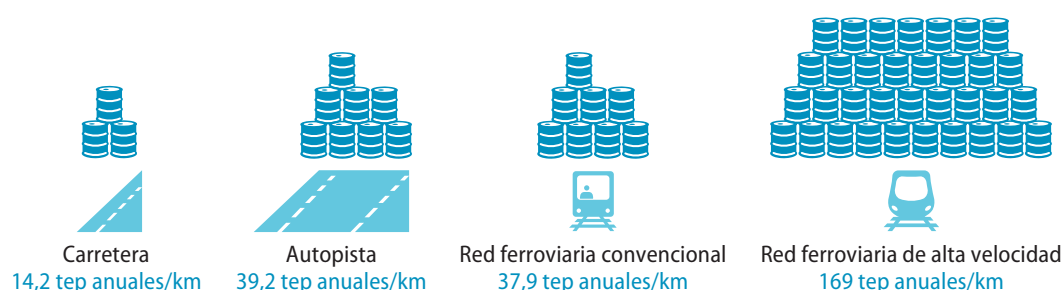 Carretera
14,2 tep anuales/km
Autopista
39,2 tep anuales/km
Red ferroviaria convencional
37,9 tep anuales/km
Red ferroviaria de alta velocidad
169 tep anuales/km